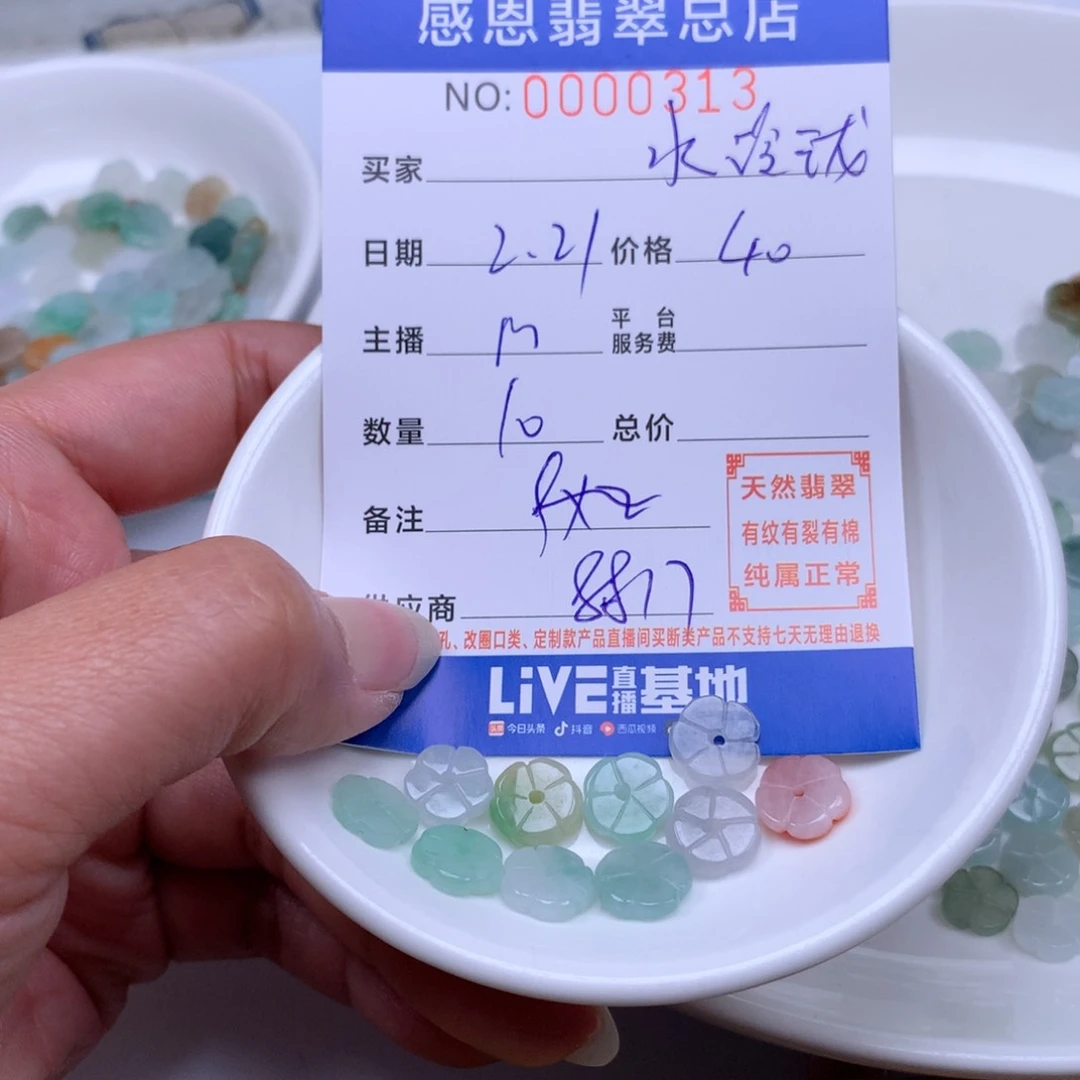 感恩翡翠总店
NO:0000313
买家 水玲珑
日期 2.21 价格 40
主播 m 平台服务费
数量 10 总价
备注
天然翡翠
有纹有裂有棉
纯属正常
供应商 8817
孔、改圈口类、定制款产品直播间买断类产品不支持七天无理由退换
LiVE直播基地
今日头条 抖音 西瓜视频